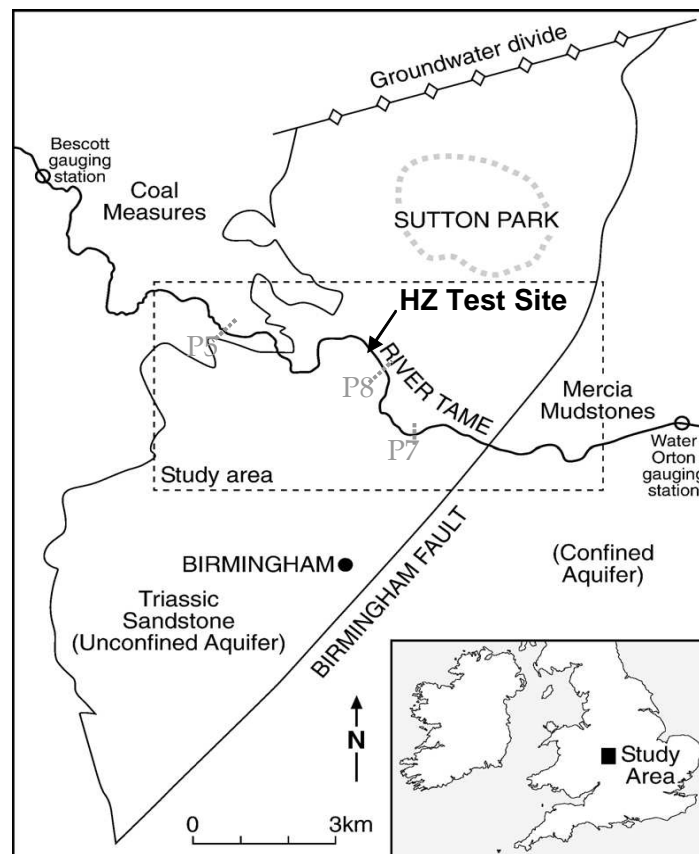 Groundwater divide
Bescott
gauging
station
Coal
Measures
SUTTON PARK
HZ Test Site
P5
RIVER TAME
P8
Mercia
Mudstones
P7
Water
Orton
gauging
station
Study area
BIRMINGHAM
BIRMINGHAM FAULT
(Confined
Aquifer)
Triassic
Sandstone
(Unconfined Aquifer)
N
Study
Area
0 3km